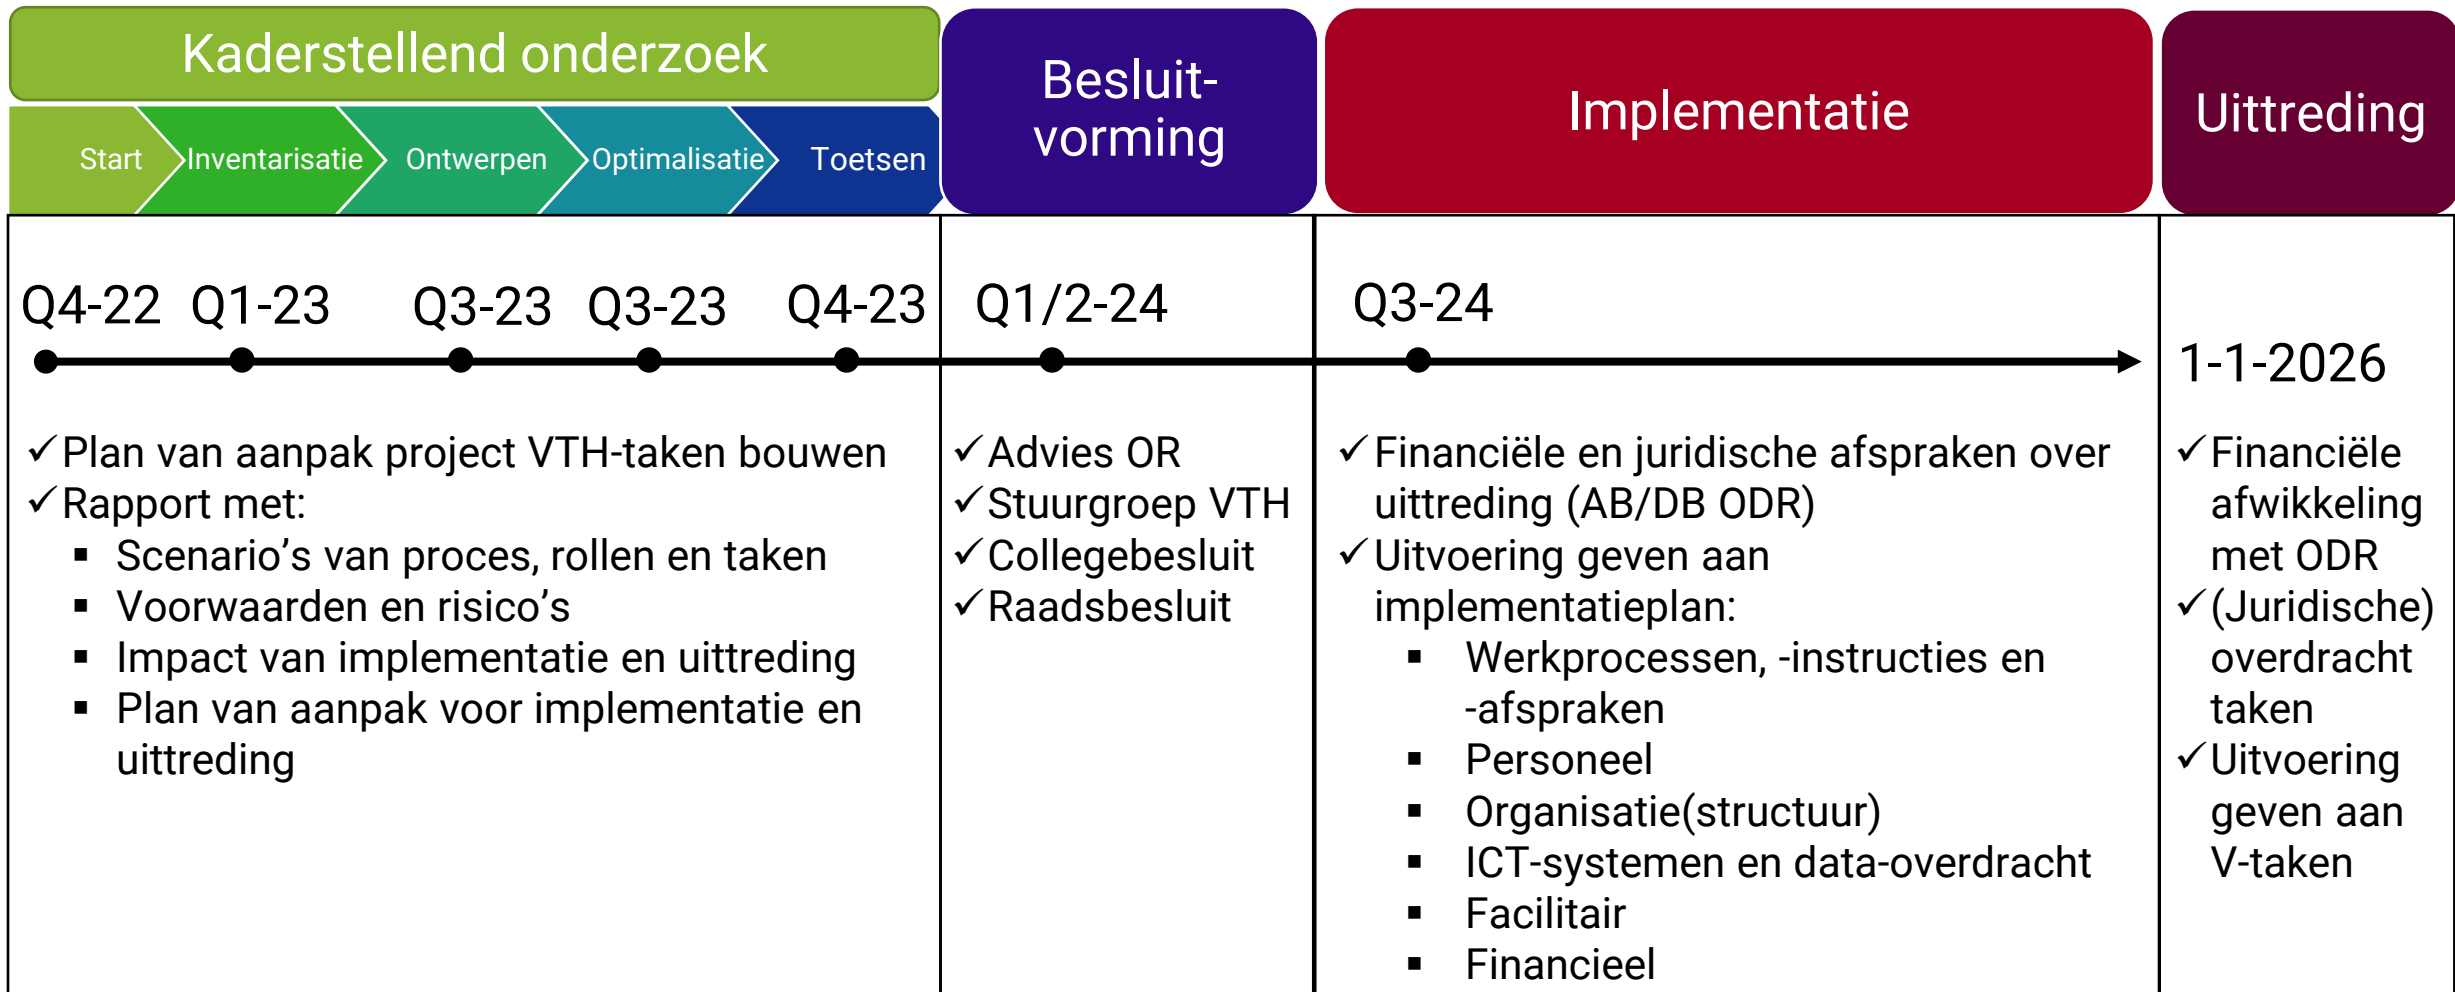 Kaderstellend onderzoek
Start
Inventarisatie
Ontwerpen
Optimalisatie
Toetsen
Besluit-
vorming
Implementatie
Uittreding
Q4-22
Q1-23
Q3-23
Q3-23
Q4-23
Q1/2-24
Q3-24
1-1-2026
✓Plan van aanpak project VTH-taken bouwen
✓Rapport met:
▪ Scenario’s van proces, rollen en taken
▪ Voorwaarden en risico’s
▪ Impact van implementatie en uittreding
▪ Plan van aanpak voor implementatie en
uittreding
✓Advies OR
✓Stuurgroep VTH
✓Collegebesluit
✓Raadsbesluit
✓Financiële en juridische afspraken over
uittreding (AB/DB ODR)
✓Uitvoering geven aan
implementatieplan:
▪ Werkprocessen, -instructies en
-afspraken
▪ Personeel
▪ Organisatie(structuur)
▪ ICT-systemen en data-overdracht
▪ Facilitair
▪ Financieel
✓Financiële
afwikkeling
met ODR
✓(Juridische)
overdracht
taken
✓Uitvoering
geven aan
V-taken